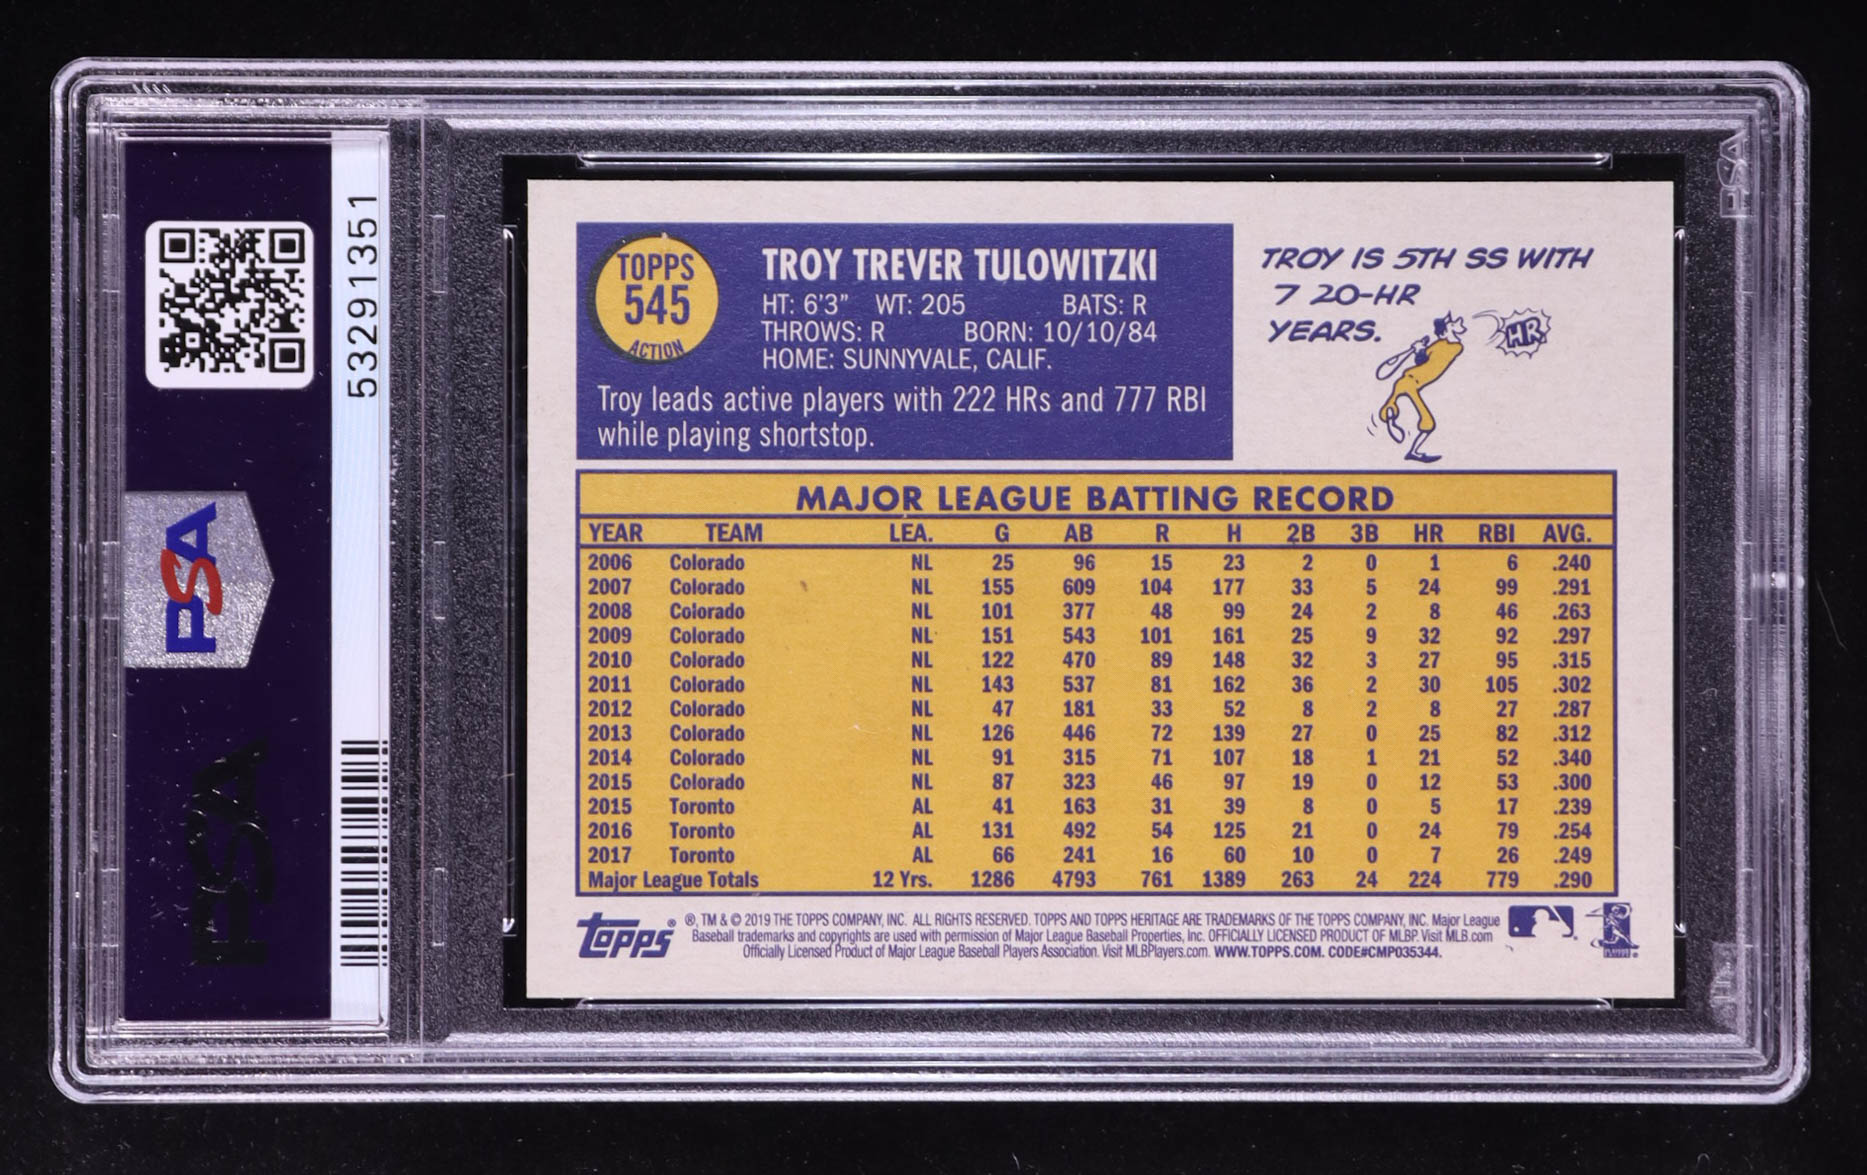 53291351
PSA
PSA
PSA
TOPPS
545
ACTION
TROY TREVER TULOWITZKI
HT: 6'3" WT: 205 BATS: R
THROWS: R BORN: 10/10/84
HOME: SUNNYVALE, CALIF.
Troy leads active players with 222 HRs and 777 RBI
while playing shortstop.
TROY IS 5TH SS WITH
7 20-HR
YEARS.
HR
MAJOR LEAGUE BATTING RECORD
YEAR TEAM LEA. G AB R H 2B 3B HR RBI AVG.
2006 Colorado NL 25 96 15 23 2 0 1 6 .240
2007 Colorado NL 155 609 104 177 33 5 24 99 .291
2008 Colorado NL 101 377 48 99 24 2 8 46 .263
2009 Colorado NL 151 543 101 161 25 9 32 92 .297
2010 Colorado NL 122 470 89 148 32 3 27 95 .315
2011 Colorado NL 143 537 81 162 36 2 30 105 .302
2012 Colorado NL 47 181 33 52 8 2 8 27 .287
2013 Colorado NL 126 446 72 139 27 0 25 82 .312
2014 Colorado NL 91 315 71 107 18 1 21 52 .340
2015 Colorado NL 87 323 46 97 19 0 12 53 .300
2015 Toronto AL 41 163 31 39 8 0 5 17 .239
2016 Toronto AL 131 492 54 125 21 0 24 79 .254
2017 Toronto AL 66 241 16 60 10 0 7 26 .249
Major League Totals 12 Yrs. 1286 4793 761 1389 263 24 224 779 .290
Topps® ®, TM & © 2019 THE TOPPS COMPANY, INC. ALL RIGHTS RESERVED. TOPPS AND TOPPS HERITAGE ARE TRADEMARKS OF THE TOPPS COMPANY, INC. Major League
Baseball trademarks and copyrights are used with permission of Major League Baseball Properties, Inc. OFFICIALLY LICENSED PRODUCT OF MLBP. Visit MLB.com
Officially Licensed Product of Major League Baseball Players Association. Visit MLBPlayers.com. WWW.TOPPS.COM. CODE#CMP035344.